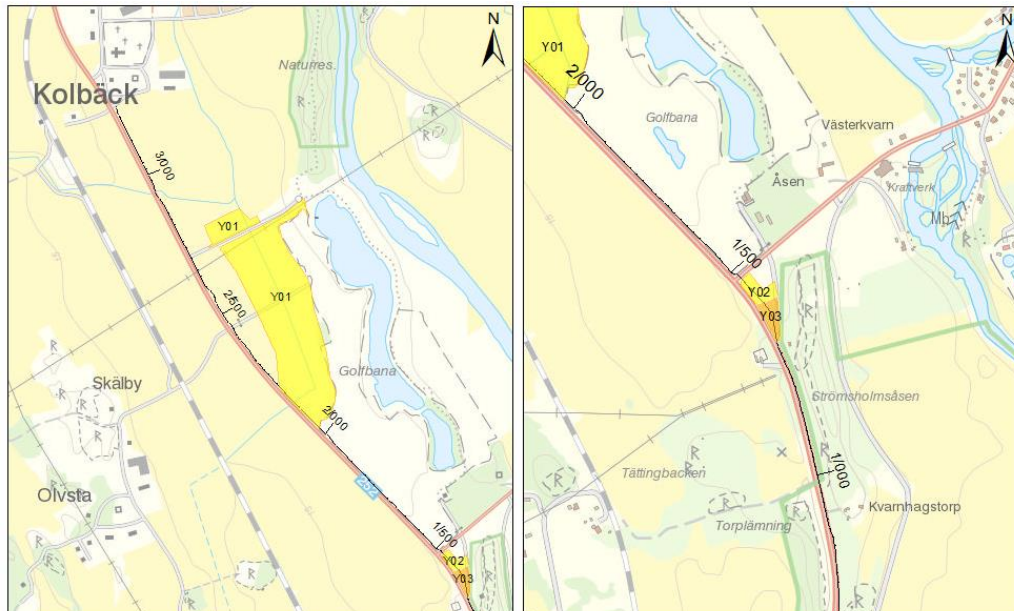 N
Naturres.
Kolbäck
3/000
Y01
Y01
2/500
Skälby
Golfbana
2/000
Olvsta
252
1/500
Y02
Y03
N
Y01
2/000
Golfbana
Västerkvarn
Åsen
Kraftverk
1/500
Y02
Y03
Strömsholmsåsen
Tättingbacken
1/000
Kvarnhagstorp
Torplämning